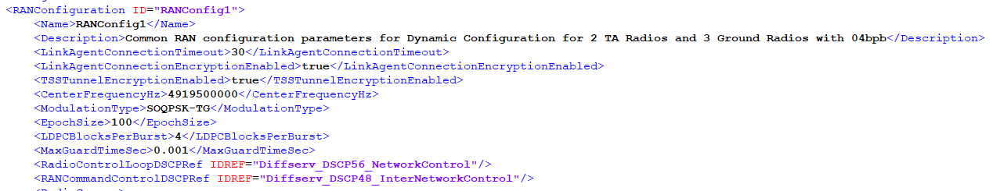 <RANConfiguration ID="RANConfig1">
<Name>RANConfig1</Name>
<Description>Common RAN configuration parameters for Dynamic Configuration for 2 TA Radios and 3 Ground Radios with 04bpb</Description>
<LinkAgentConnectionTimeout>30</LinkAgentConnectionTimeout>
<LinkAgentConnectionEncryptionEnabled>true</LinkAgentConnectionEncryptionEnabled>
<TSSTunnelEncryptionEnabled>true</TSSTunnelEncryptionEnabled>
<CenterFrequencyHz>4919500000</CenterFrequencyHz>
<ModulationType>SOQPSK-TG</ModulationType>
<EpochSize>100</EpochSize>
<LDPCBlocksPerBurst>4</LDPCBlocksPerBurst>
<MaxGuardTimeSec>0.001</MaxGuardTimeSec>
<RadioControlLoopDSCPRef IDREF="Diffserv_DSCP56_NetworkControl"/>
<RANCommandControlDSCPRef IDREF="Diffserv_DSCP48_InterNetworkControl"/>